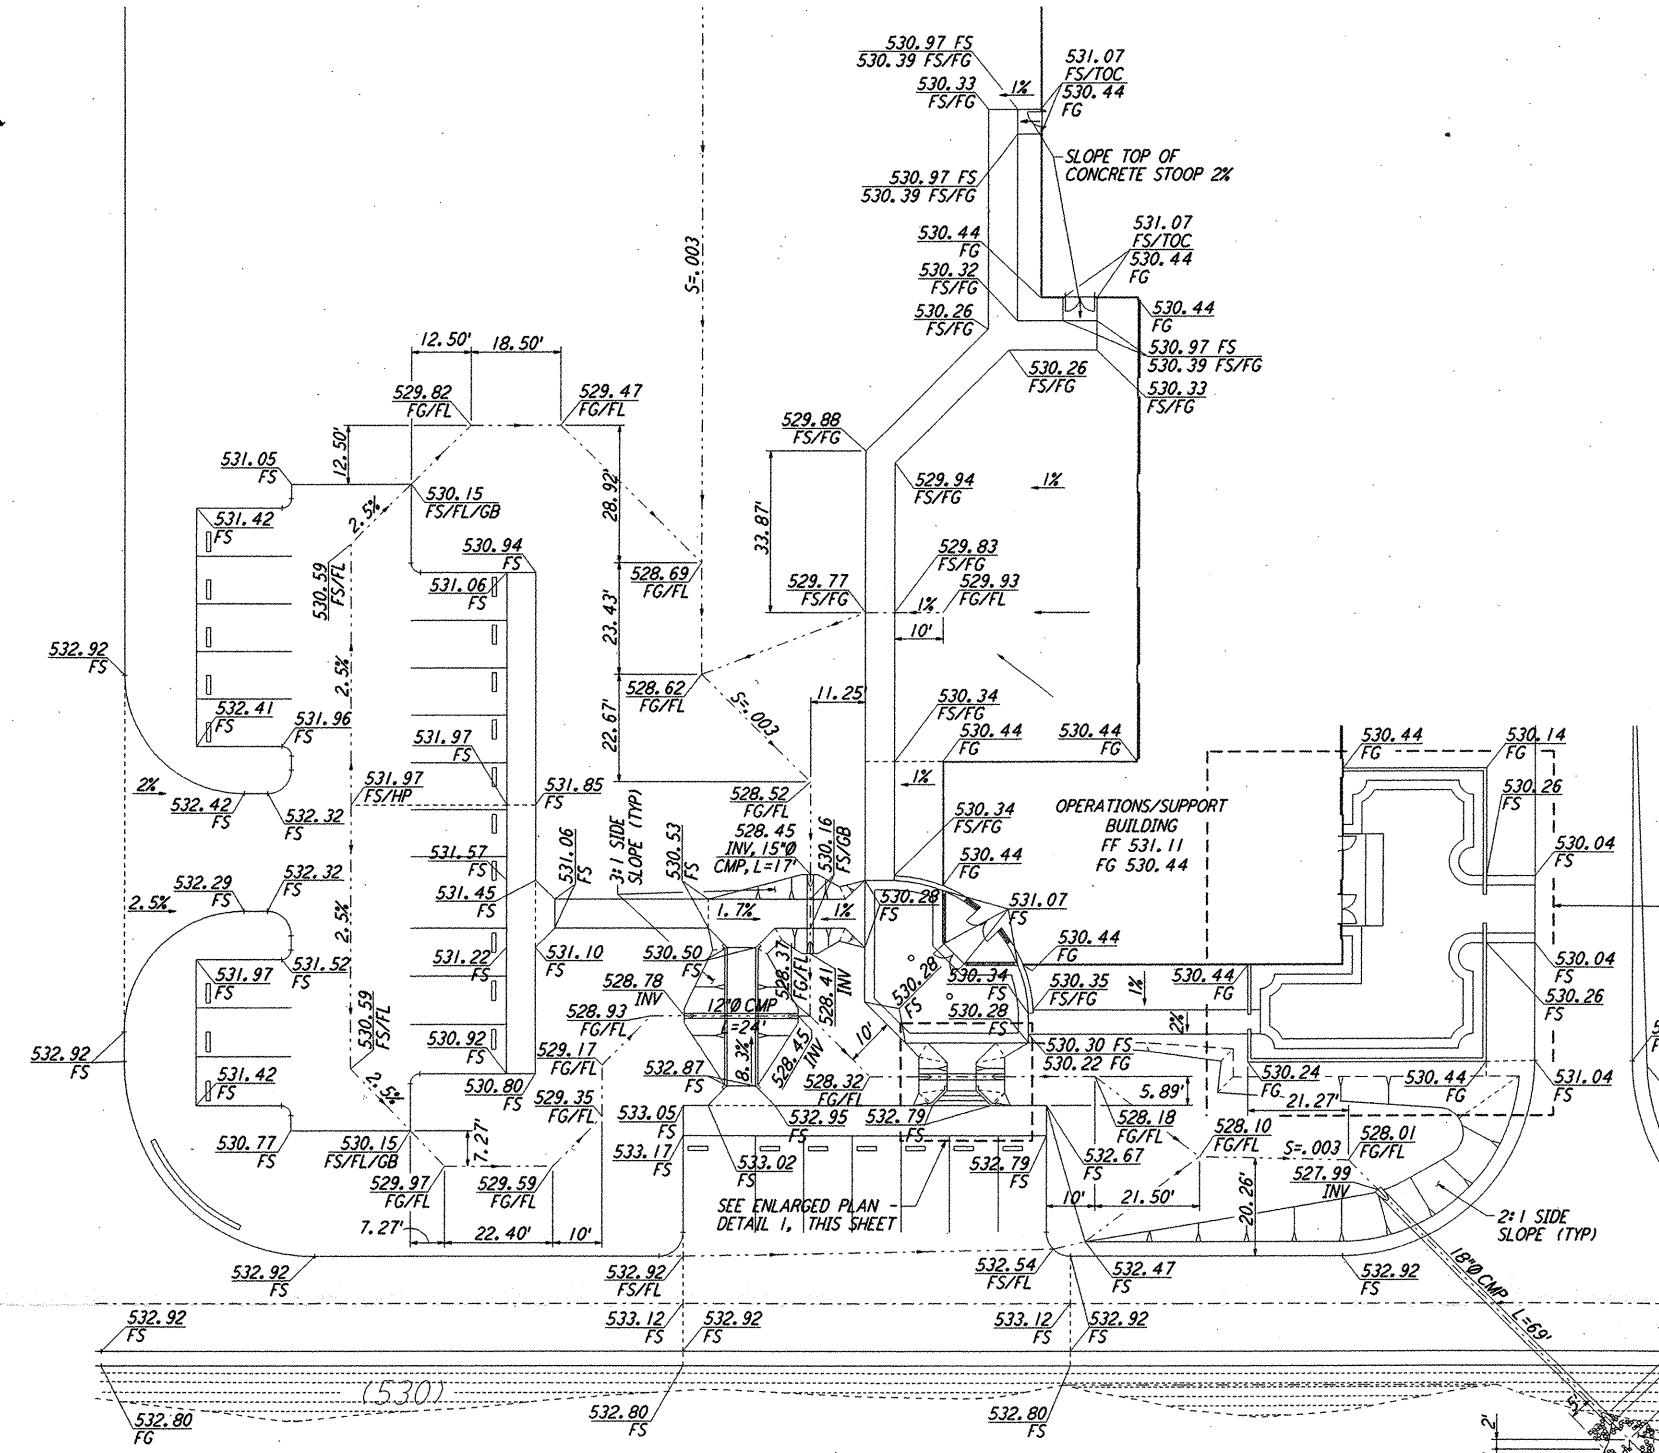 530.97 FS
530.39 FS/FG
530.33
FS/FG
1%
531.07
FS/TOC
530.44
FG
SLOPE TOP OF
CONCRETE STOOP 2%
530.97 FS
530.39 FS/FG
530.44
FG
530.32
FS/FG
530.26
FS/FG
531.07
FS/TOC
530.44
FG
530.44
FG
530.97 FS
530.39 FS/FG
530.33
FS/FG
530.26
FS/FG
S=.003
12.50'
18.50'
529.82
FG/FL
529.47
FG/FL
12.50'
531.05
FS
530.15
FS/FL/GB
2.5%
531.42
FS
530.59
FS/FL
530.94
FS
531.06
FS
28.92'
528.69
FG/FL
23.43'
528.62
FG/FL
22.67'
S=.003
529.88
FS/FG
33.87'
529.94
FS/FG
1%
529.83
FS/FG
529.77
FS/FG
1%
529.93
FG/FL
10'
11.25'
530.34
FS/FG
530.44
FG
530.44
FG
1%
532.92
FS
2.5%
532.41
FS
531.96
FS
531.97
FS
531.97
FS/HP
531.85
FS
2%
532.42
FS
532.32
FS
528.52
FG/FL
528.45
INV, 15"Ø
CMP, L=17'
530.16
FS/GB
3:1 SIDE
SLOPE (TYP)
530.53
FS
531.06
FS
531.57
FS
531.45
FS
532.29
FS
532.32
FS
2.5%
2.5%
530.34
FS/FG
530.44
FG
OPERATIONS/SUPPORT
BUILDING
FF 531.11
FG 530.44
530.44
FG
530.14
FG
530.26
FS
530.04
FS
530.04
FS
530.26
FS
1.7%
1%
530.28
FS
531.07
FS
530.44
FG
531.97
FS
531.52
FS
531.22
FS
531.10
FS
530.50
FS
528.37
FG/FL
528.41
INV
530.28
FS
530.34
FS
530.28
FS
530.35
FS/FG
1%
530.44
FG
2%
528.78
INV
12"Ø CMP
L=24'
528.93
FG/FL
530.59
FS/FL
8.3%
528.45
INV
10'
530.30 FS
530.22 FG
530.24
FG
530.44
FG
531.04
FS
532.92
FS
530.92
FS
529.17
FG/FL
532.87
FS
528.32
FG/FL
5.89'
21.27'
531.42
FS
2.5%
530.80
FS
529.35
FG/FL
533.05
FS
532.95
FS
532.79
FS
528.18
FG/FL
528.10
FG/FL
528.01
FG/FL
530.77
FS
530.15
FS/FL/GB
7.27'
533.17
FS
533.02
FS
532.79
FS
532.67
FS
S=.003
527.99
INV
529.97
FG/FL
529.59
FG/FL
SEE ENLARGED PLAN -
DETAIL 1, THIS SHEET
10'
21.50'
20.26'
2:1 SIDE
SLOPE (TYP)
7.27'
22.40'
10'
532.92
FS
532.92
FS/FL
532.54
FS/FL
532.47
FS
532.92
FS
18"Ø CMP, L=69'
532.92
FS
533.12
FS
532.92
FS
533.12
FS
532.92
FS
(530)
532.80
FG
532.80
FS
532.80
FS
2'